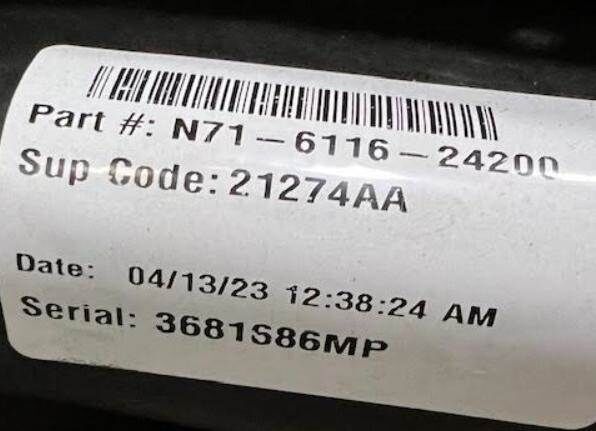 Part #: N71-6116-24200
Sup Code: 21274AA
Date: 04/13/23 12:38:24 AM
Serial: 3681S86MP